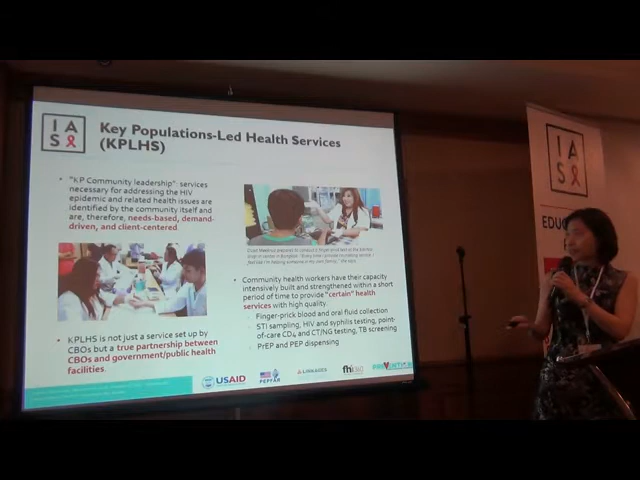 IAS
Key Populations-Led Health Services
(KPLHS)
• "KP Community leadership": services
necessary for addressing the HIV
epidemic and related health issues are
identified by the community itself and
are, therefore, needs-based, demand-
driven, and client-centered.
• KPLHS is not just a service set up by
CBOs but a true partnership between
CBOs and government/public health
facilities.
• Community health workers have their capacity
intensively built and strengthened within a short
period of time to provide "certain" health
services with high quality.
Finger-prick blood and oral fluid collection
STI sampling, HIV and syphilis testing, point-
of-care CD4 and CT/NG testing, TB screening
PrEP and PEP dispensing
USAID
PEPFAR
LINKAGES
fhi360
PREVENTION
IAS